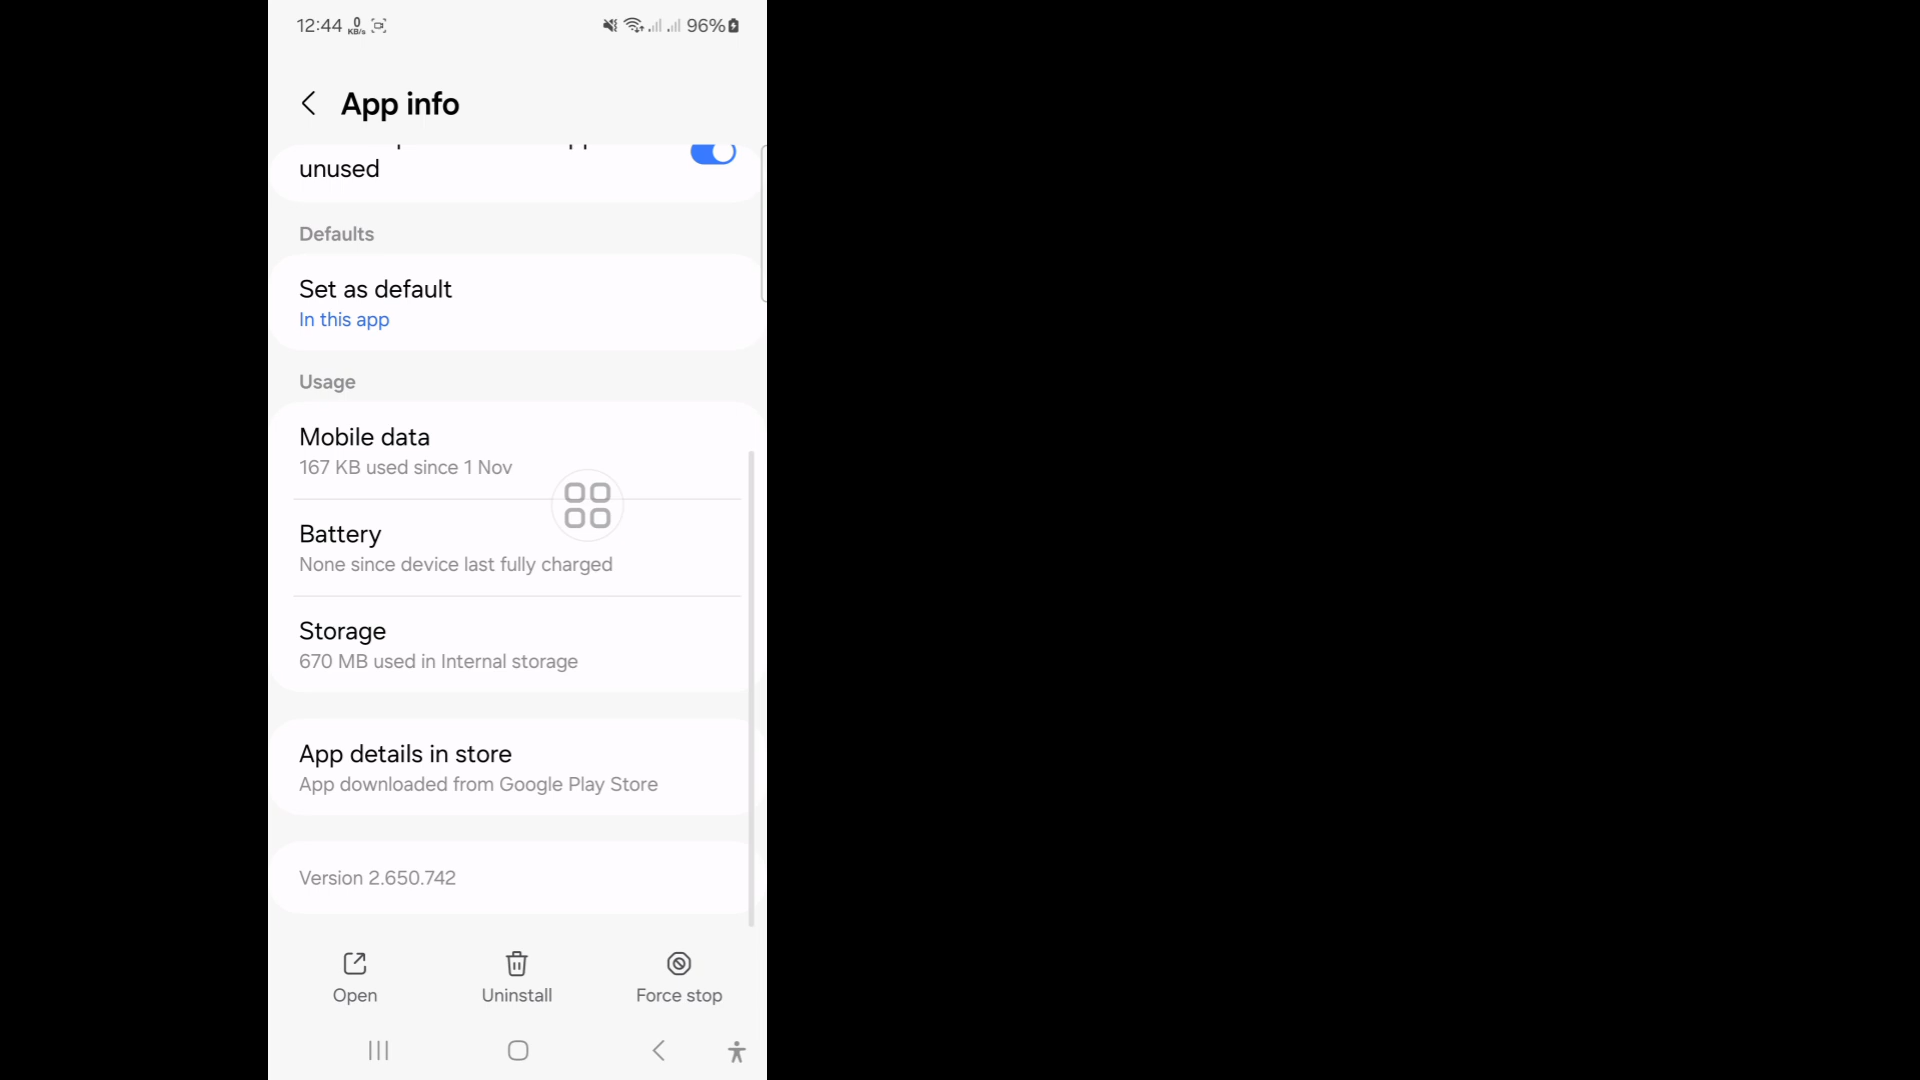 12:44 0 KB/s 96%
App info
unused
Defaults
Set as default
In this app
Usage
Mobile data
167 KB used since 1 Nov
Battery
None since device last fully charged
Storage
670 MB used in Internal storage
App details in store
App downloaded from Google Play Store
Version 2.650.742
Open Uninstall Force stop